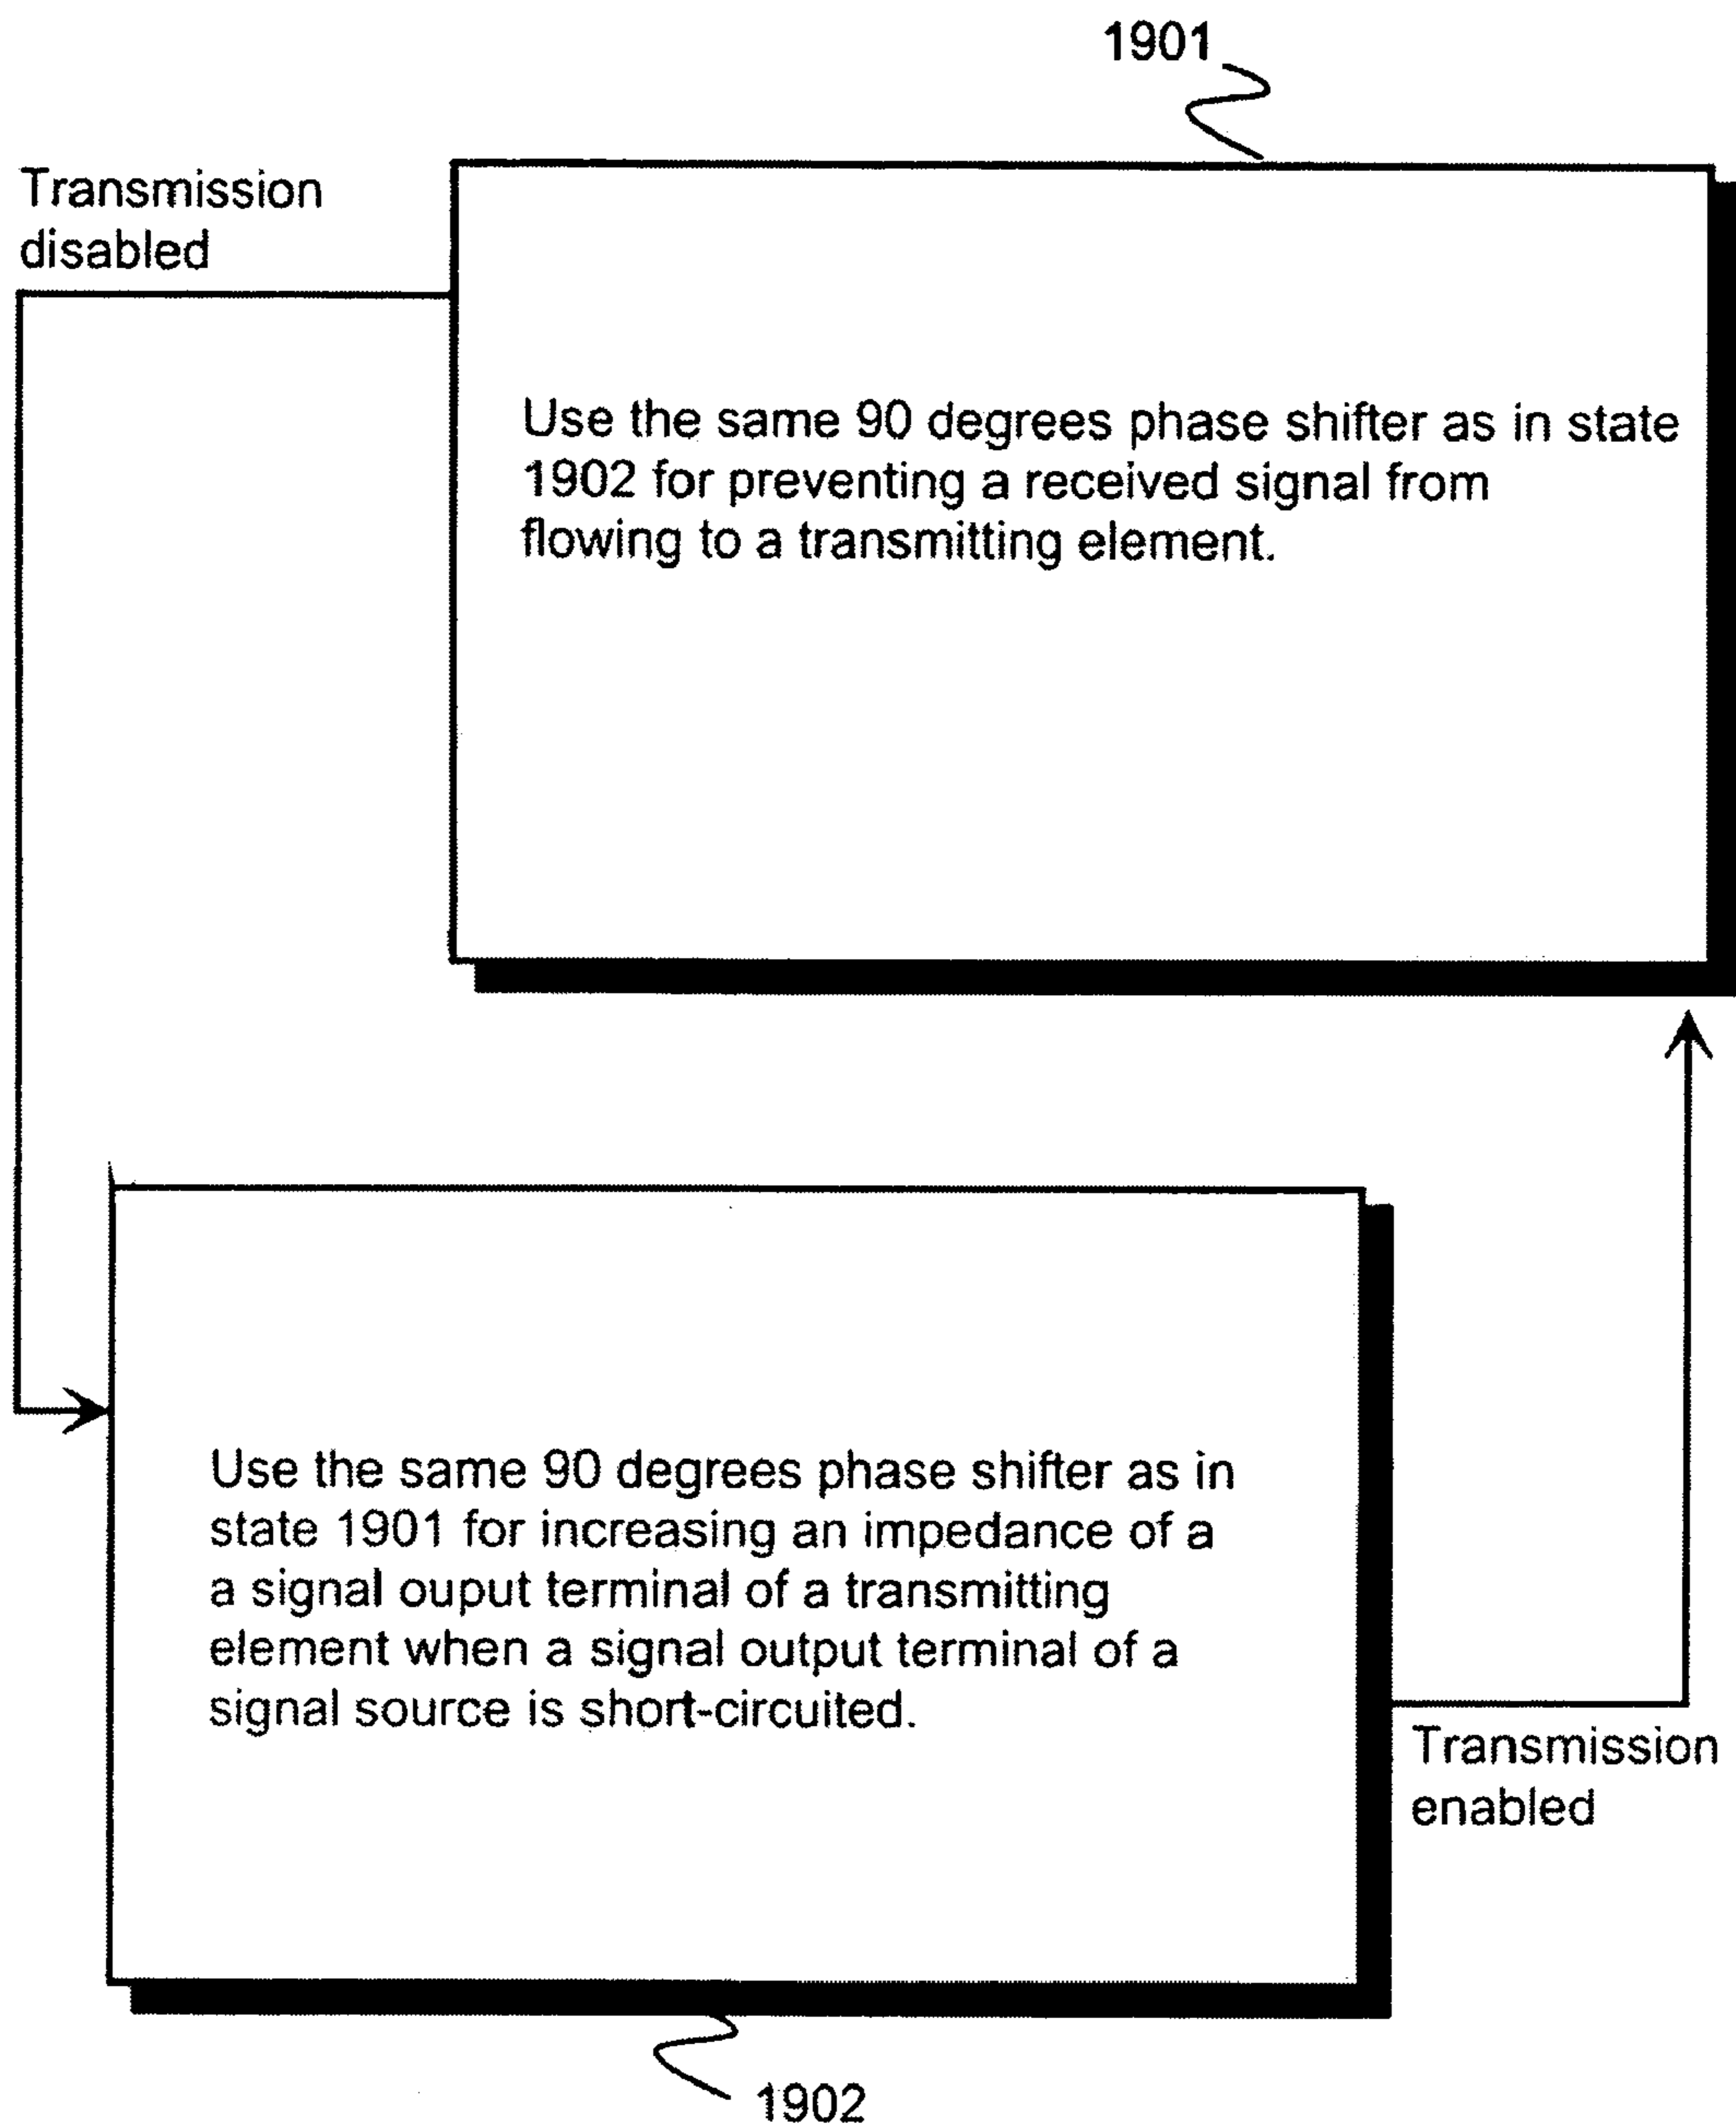 1901
Transmission
disabled
Use the same 90 degrees phase shifter as in state
1902 for preventing a received signal from
flowing to a transmitting element.
Use the same 90 degrees phase shifter as in
state 1901 for increasing an impedance of a
a signal ouput terminal of a transmitting
element when a signal output terminal of a
signal source is short-circuited.
Transmission
enabled
1902